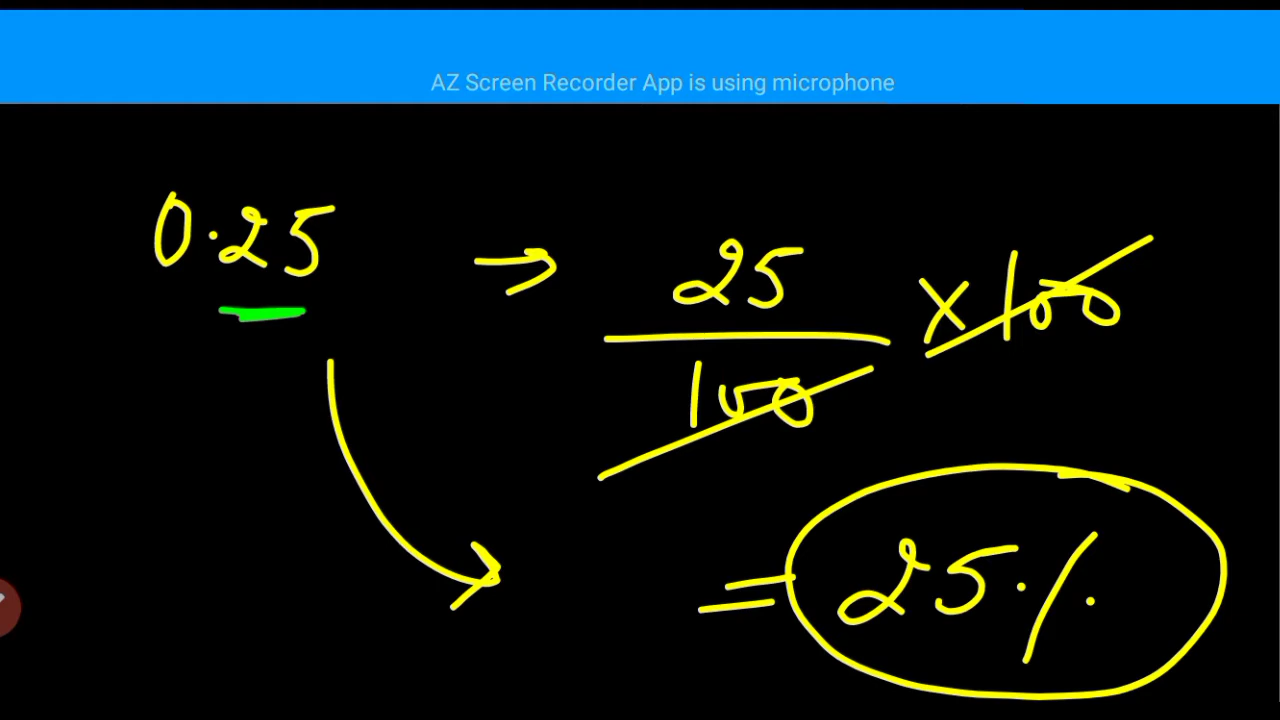 AZ Screen Recorder App is using microphone
0.25 → 25/100 × 100
= 25%